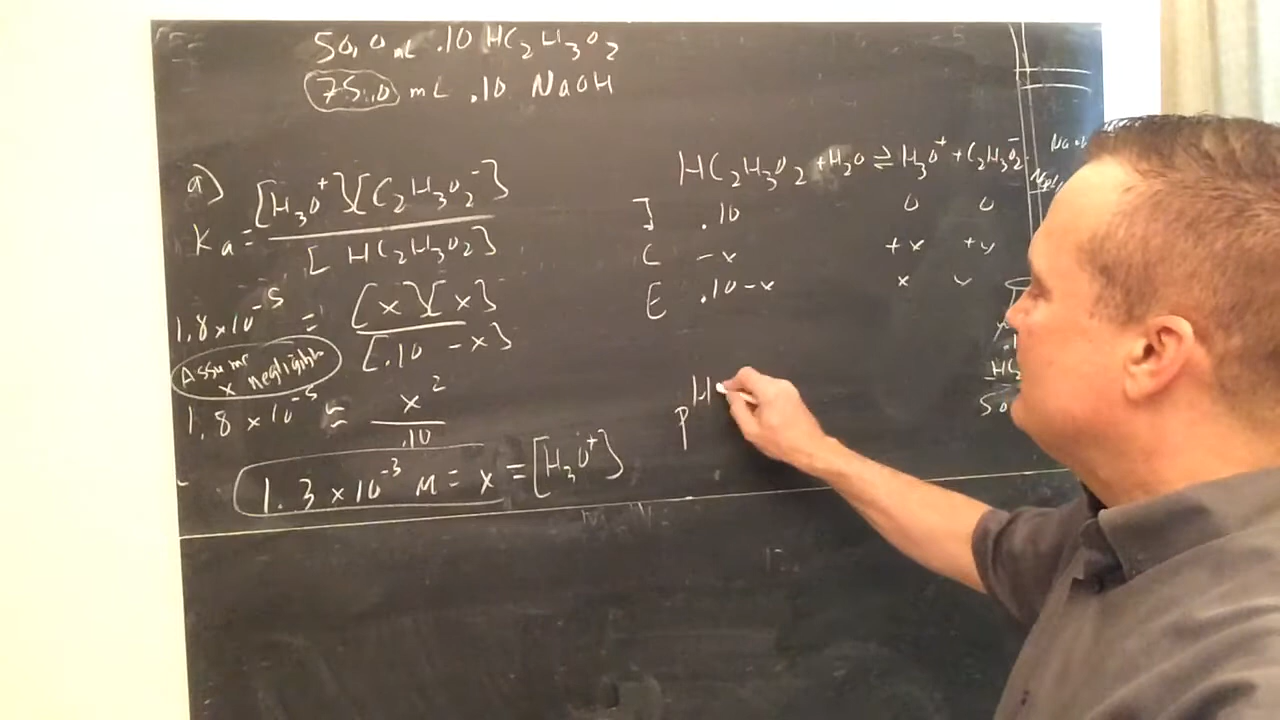 50,0 mL .10 HC₂H₃O₂
75.0 mL .10 NaOH
a)
Ka = [H₃O⁺][C₂H₃O₂⁻]
[HC₂H₃O₂]
1.8×10⁻⁵ = [x][x]
[.10 -x]
Assume
x negligible
1.8×10⁻⁵ = x²
.10
1.3×10⁻³ M = x = [H₃O⁺]
HC₂H₃O₂ + H₂O ⇌ H₃O⁺ + C₂H₃O₂⁻
I .10 0 0
C -x +x +x
E .10-x x x
pH